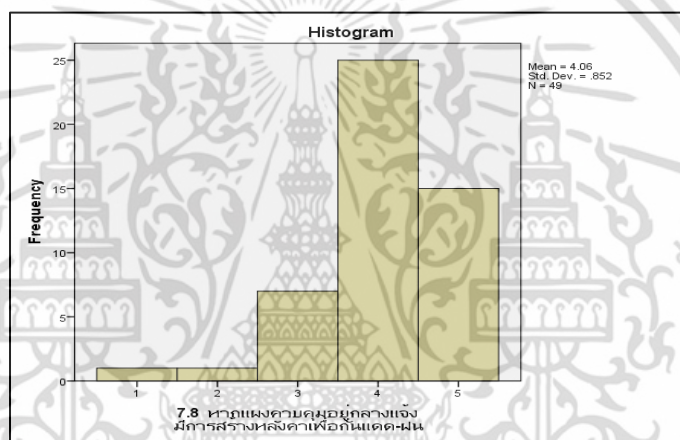 Histogram
Mean = 4.06
Std. Dev. = .852
N = 49
Frequency
25
20
15
10
5
0
1 2 3 4 5
7.8 หากแผงควบคุมอยู่กลางแจ้ง
มีการสร้างหลังคาเพื่อกันแดด-ฝน